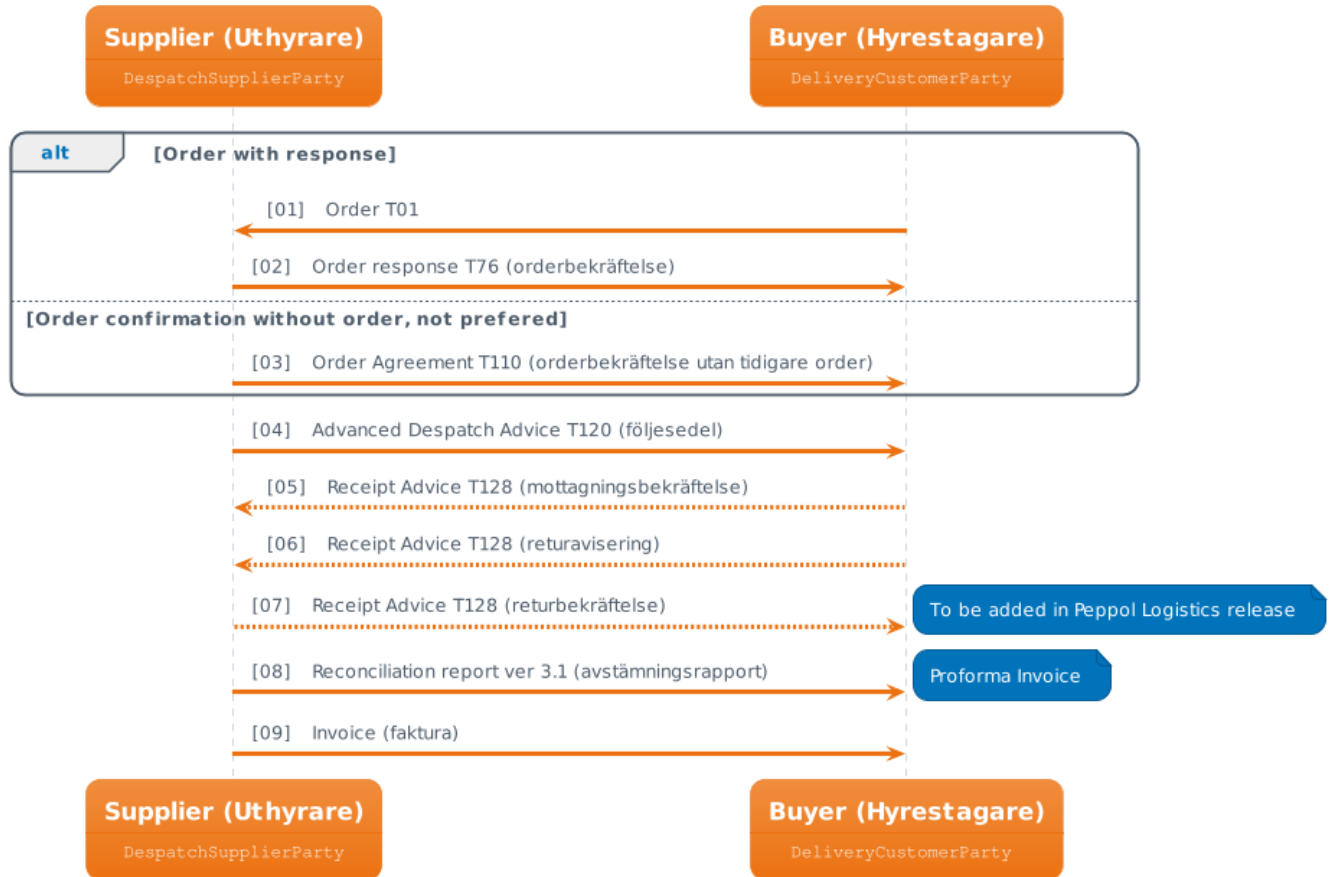 Supplier (Uthyrare)
DespatchSupplierParty
Buyer (Hyrestagare)
DeliveryCustomerParty
alt
[Order with response]
[01] Order T01
[02] Order response T76 (orderbekräftelse)
[Order confirmation without order, not prefered]
[03] Order Agreement T110 (orderbekräftelse utan tidigare order)
[04] Advanced Despatch Advice T120 (följesedel)
[05] Receipt Advice T128 (mottagningsbekräftelse)
[06] Receipt Advice T128 (returavisering)
[07] Receipt Advice T128 (returbekräftelse)
To be added in Peppol Logistics release
[08] Reconciliation report ver 3.1 (avstämningsrapport)
Proforma Invoice
[09] Invoice (faktura)
Supplier (Uthyrare)
DespatchSupplierParty
Buyer (Hyrestagare)
DeliveryCustomerParty